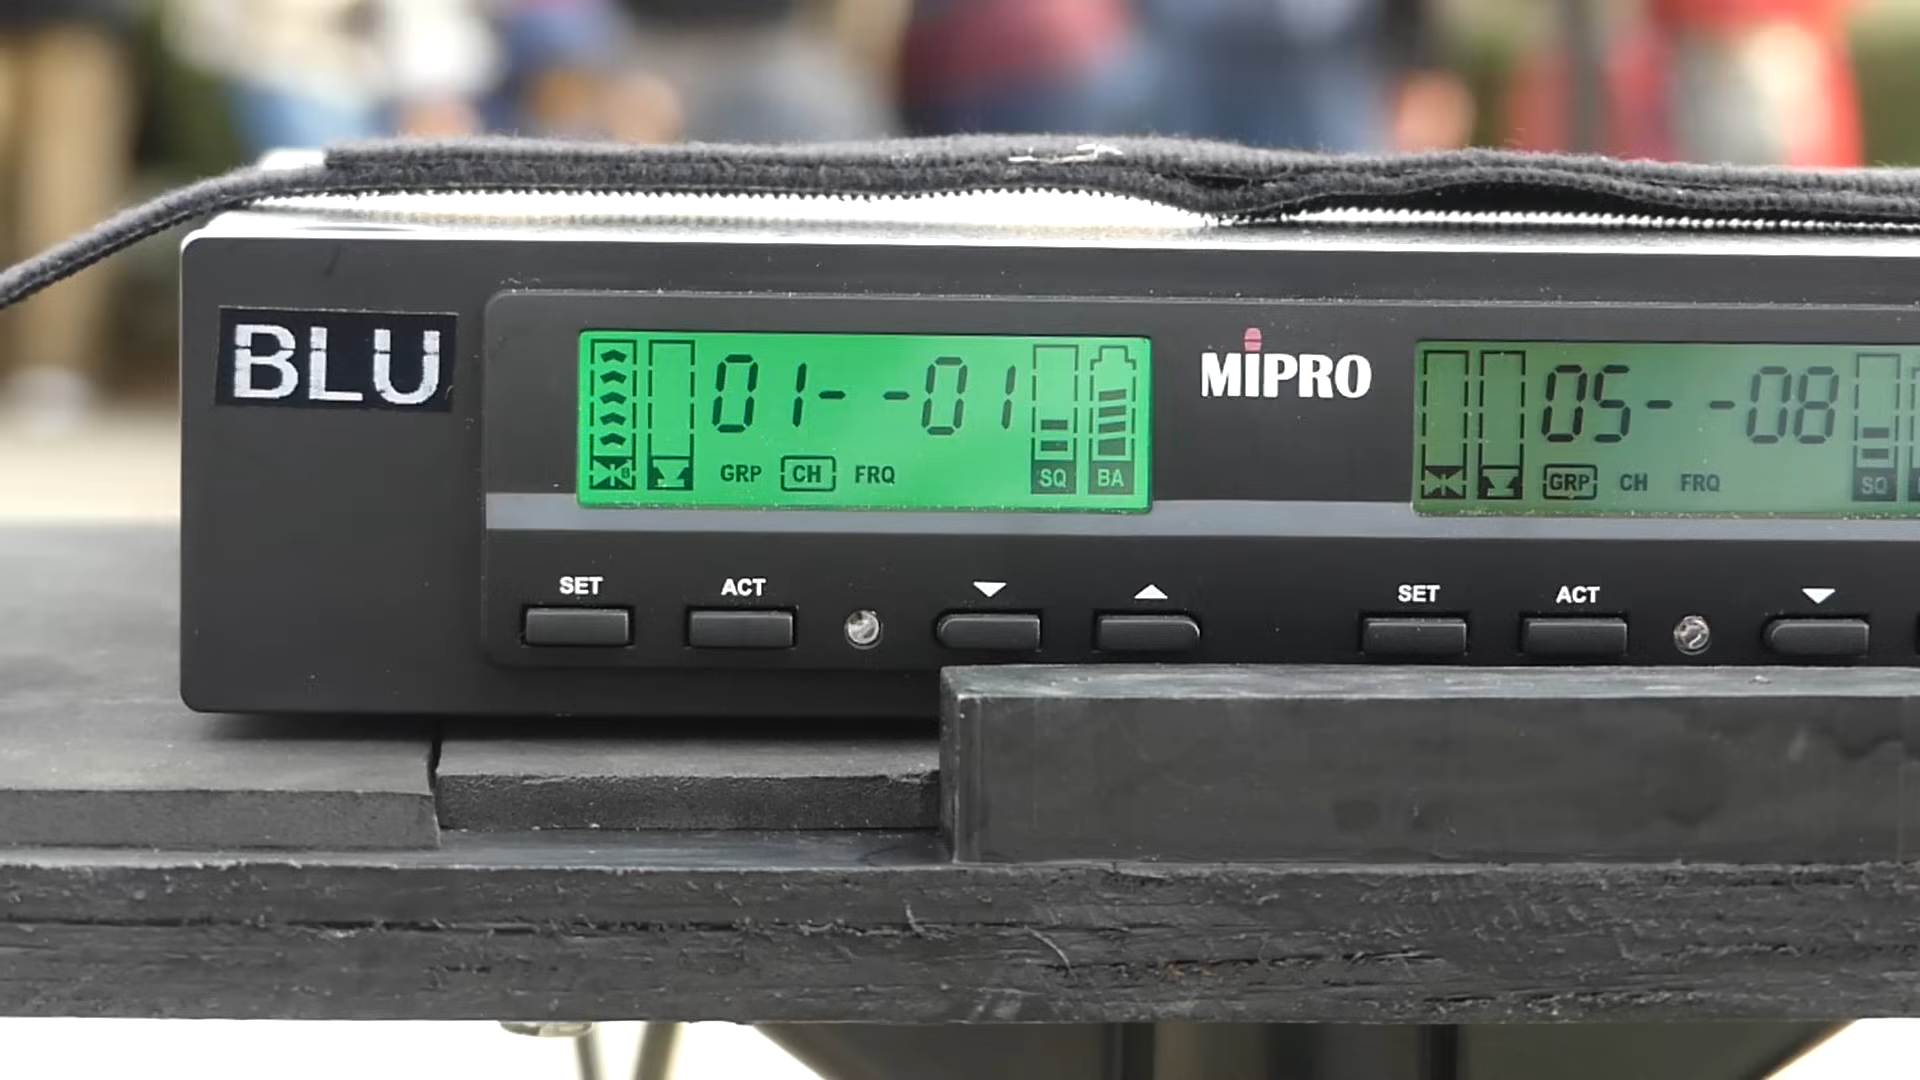 BLU
01- -01
GRP CH FRQ
SQ BA
MIPRO
05- -08
GRP CH FRQ
SQ
SET ACT
SET ACT